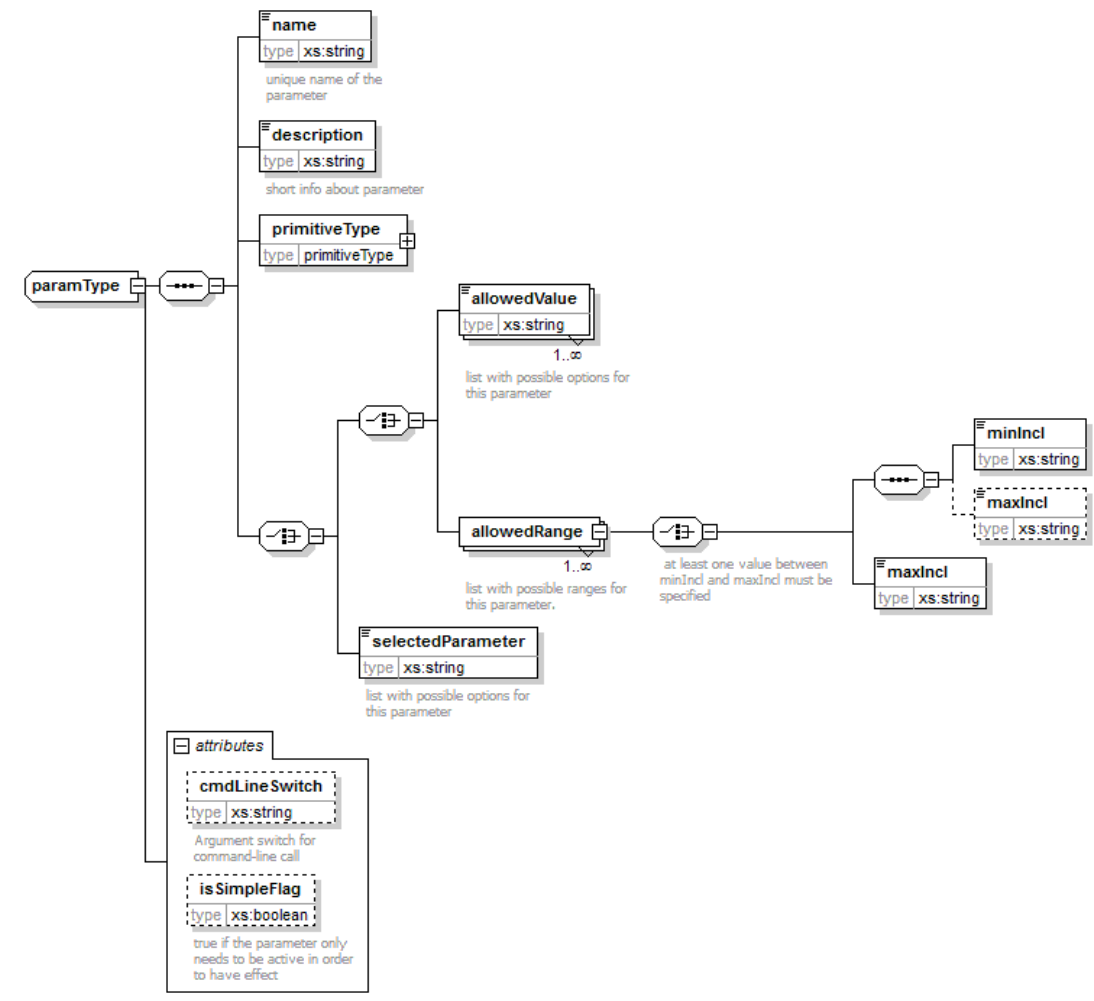 name
type xs:string
unique name of the
parameter
description
type xs:string
short info about parameter
primitiveType
type primitiveType
paramType
allowedValue
type xs:string
1..∞
list with possible options for
this parameter
minIncl
type xs:string
maxIncl
type xs:string
allowedRange
1..∞
list with possible ranges for
this parameter.
at least one value between
minIncl and maxIncl must be
specified
maxIncl
type xs:string
selectedParameter
type xs:string
list with possible options for
this parameter
attributes
cmdLineSwitch
type xs:string
Argument switch for
command-line call
isSimpleFlag
type xs:boolean
true if the parameter only
needs to be active in order
to have effect